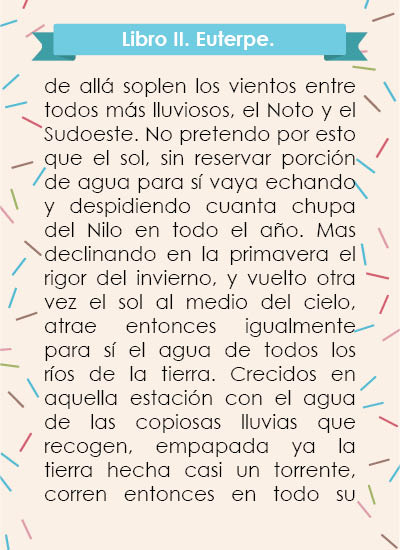 Libro II. Euterpe.
de allá soplen los vientos entre
todos más lluviosos, el Noto y el
Sudoeste. No pretendo por esto
que el sol, sin reservar porción
de agua para sí vaya echando
y despidiendo cuanta chupa
del Nilo en todo el año. Mas
declinando en la primavera el
rigor del invierno, y vuelto otra
vez el sol al medio del cielo,
atrae entonces igualmente
para sí el agua de todos los
ríos de la tierra. Crecidos en
aquella estación con el agua
de las copiosas lluvias que
recogen, empapada ya la
tierra hecha casi un torrente,
corren entonces en todo su